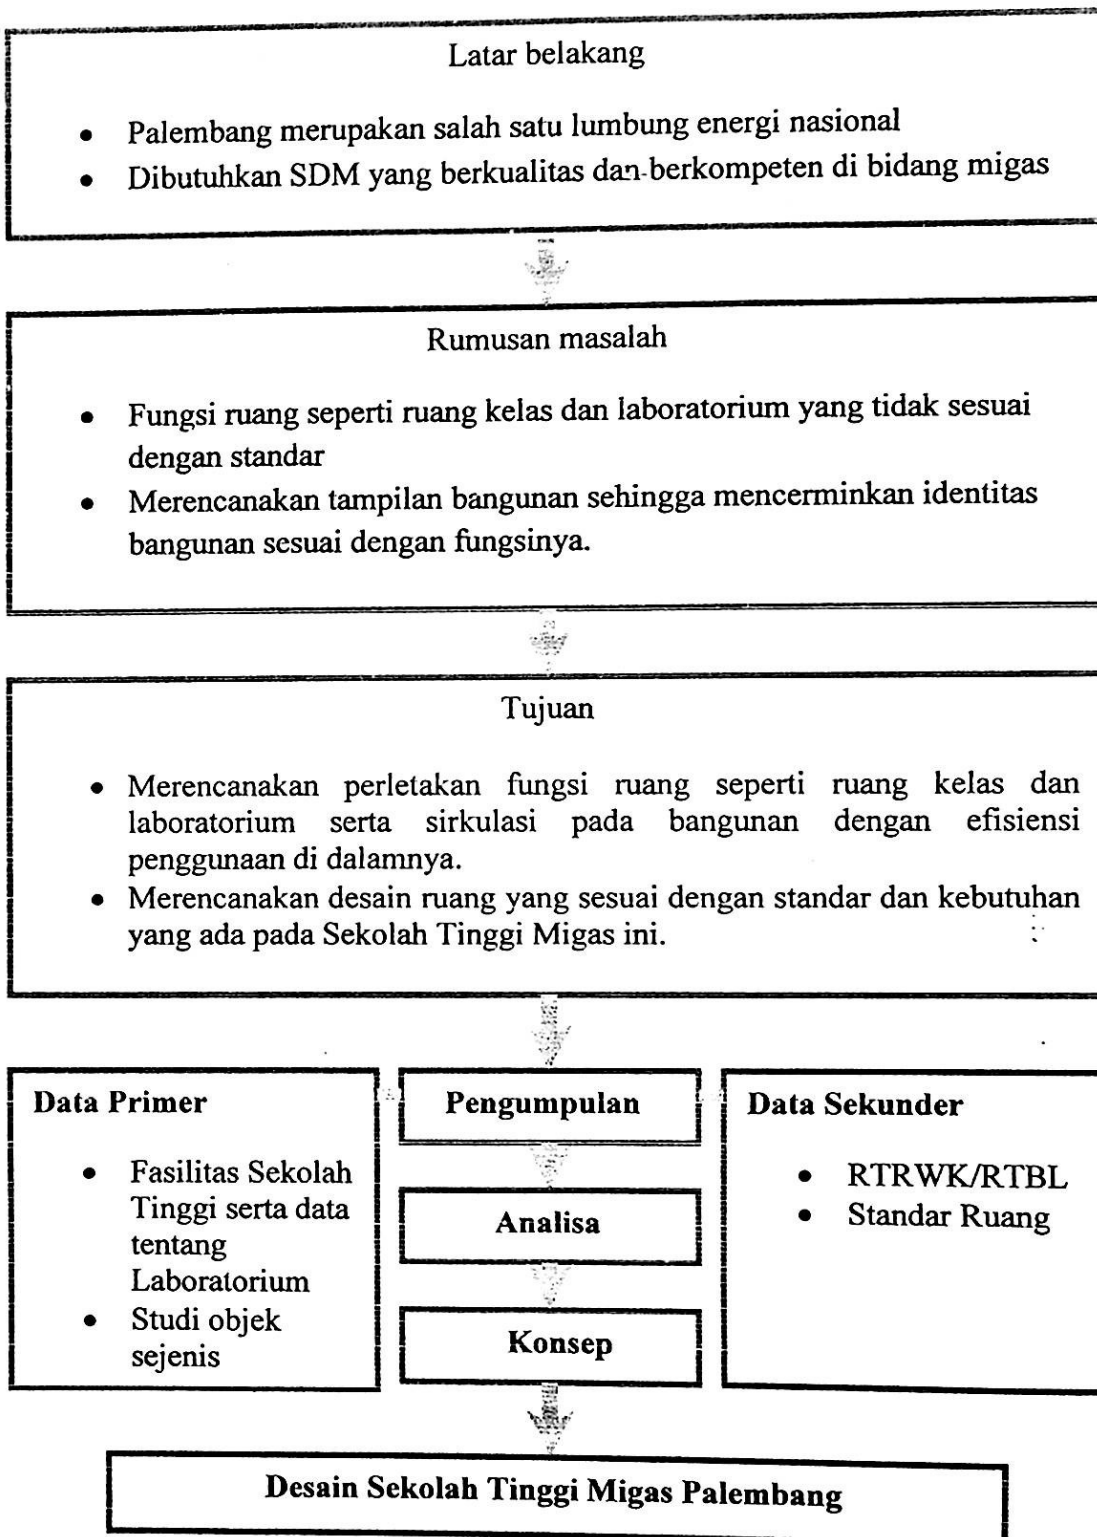 Latar belakang
• Palembang merupakan salah satu lumbung energi nasional
• Dibutuhkan SDM yang berkualitas dan berkompeten di bidang migas
Rumusan masalah
• Fungsi ruang seperti ruang kelas dan laboratorium yang tidak sesuai
dengan standar
• Merencanakan tampilan bangunan sehingga mencerminkan identitas
bangunan sesuai dengan fungsinya.
Tujuan
• Merencanakan perletakan fungsi ruang seperti ruang kelas dan
laboratorium serta sirkulasi pada bangunan dengan efisiensi
penggunaan di dalamnya.
• Merencanakan desain ruang yang sesuai dengan standar dan kebutuhan
yang ada pada Sekolah Tinggi Migas ini.
Data Primer
• Fasilitas Sekolah
Tinggi serta data
tentang
Laboratorium
• Studi objek
sejenis
Pengumpulan
Analisa
Konsep
Data Sekunder
• RTRWK/RTBL
• Standar Ruang
Desain Sekolah Tinggi Migas Palembang